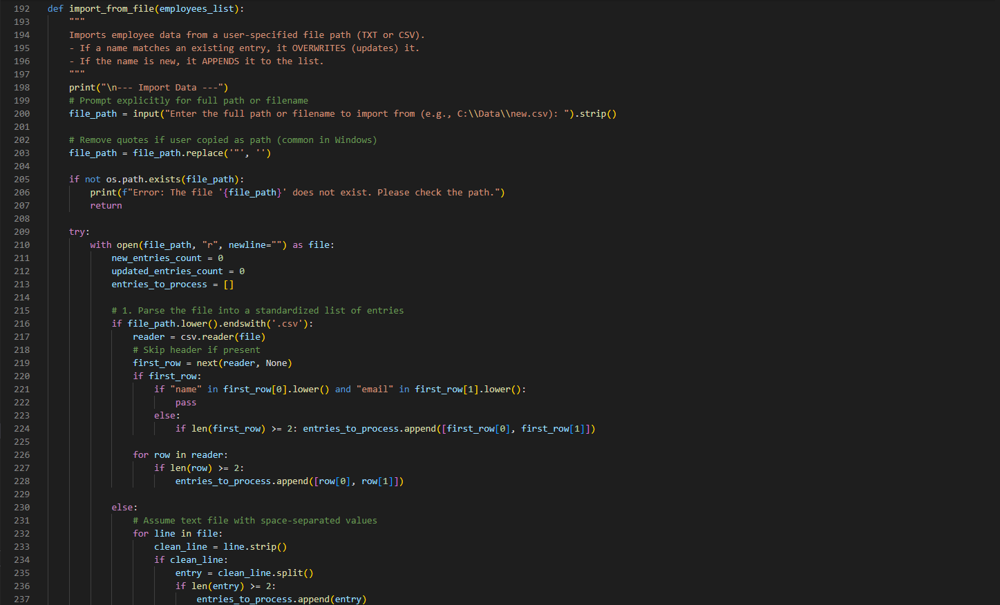 192 def import_from_file(employees_list):
193     """
194     Imports employee data from a user-specified file path (TXT or CSV).
195     - If a name matches an existing entry, it OVERWRITES (updates) it.
196     - If the name is new, it APPENDS it to the list.
197     """
198     print("\n--- Import Data ---")
199     # Prompt explicitly for full path or filename
200     file_path = input("Enter the full path or filename to import from (e.g., C:\\Data\\new.csv): ").strip()
201
202     # Remove quotes if user copied as path (common in Windows)
203     file_path = file_path.replace('"', '')
204
205     if not os.path.exists(file_path):
206         print(f"Error: The file '{file_path}' does not exist. Please check the path.")
207         return
208
209     try:
210         with open(file_path, "r", newline="") as file:
211             new_entries_count = 0
212             updated_entries_count = 0
213             entries_to_process = []
214
215             # 1. Parse the file into a standardized list of entries
216             if file_path.lower().endswith('.csv'):
217                 reader = csv.reader(file)
218                 # Skip header if present
219                 first_row = next(reader, None)
220                 if first_row:
221                     if "name" in first_row[0].lower() and "email" in first_row[1].lower():
222                         pass
223                     else:
224                         if len(first_row) >= 2: entries_to_process.append([first_row[0], first_row[1]])
225
226                 for row in reader:
227                     if len(row) >= 2:
228                         entries_to_process.append([row[0], row[1]])
229
230             else:
231                 # Assume text file with space-separated values
232                 for line in file:
233                     clean_line = line.strip()
234                     if clean_line:
235                         entry = clean_line.split()
236                         if len(entry) >= 2:
237                             entries_to_process.append(entry)